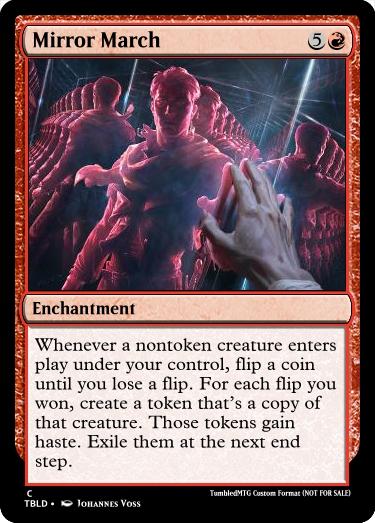 Mirror March 5
Enchantment
Whenever a nontoken creature enters
play under your control, flip a coin
until you lose a flip. For each flip you
won, create a token that's a copy of
that creature. Those tokens gain
haste. Exile them at the next end
step.
C
TBLD • Johannes Voss
TumbledMTG Custom Format (NOT FOR SALE)